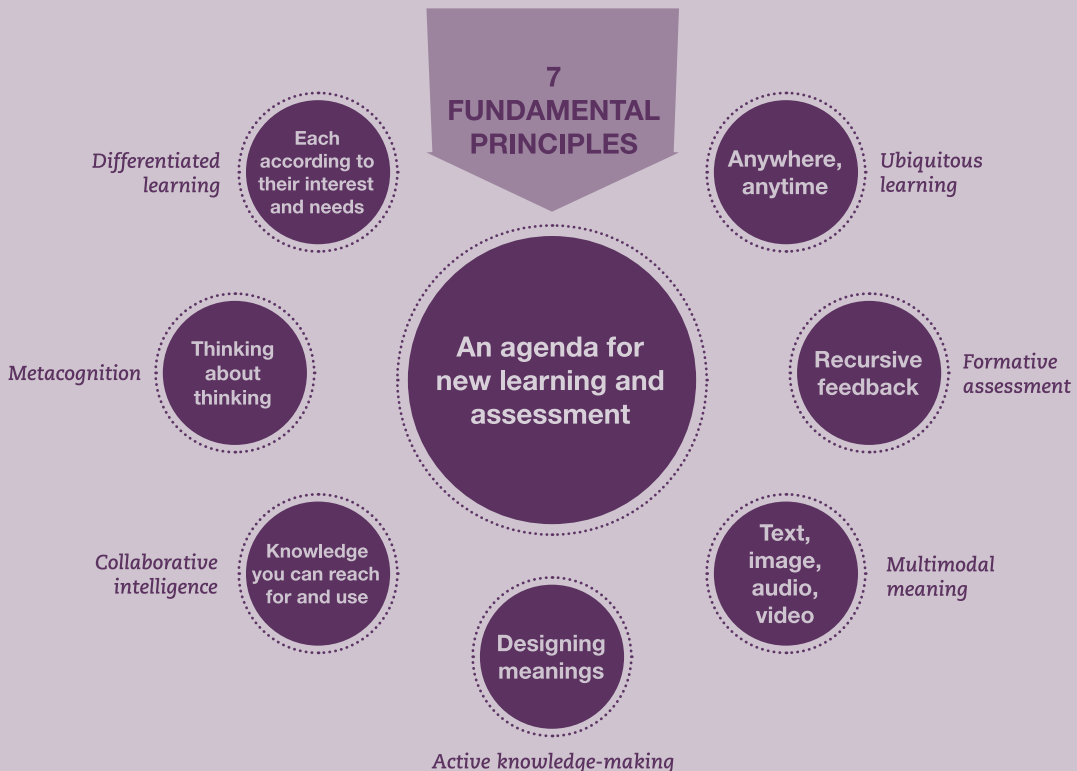 7
FUNDAMENTAL
PRINCIPLES
Differentiated
learning
Each
according to
their interest
and needs
Anywhere,
anytime
Ubiquitous
learning
Metacognition
Thinking
about
thinking
An agenda for
new learning and
assessment
Recursive
feedback
Formative
assessment
Collaborative
intelligence
Knowledge
you can reach
for and use
Text,
image,
audio,
video
Multimodal
meaning
Designing
meanings
Active knowledge-making